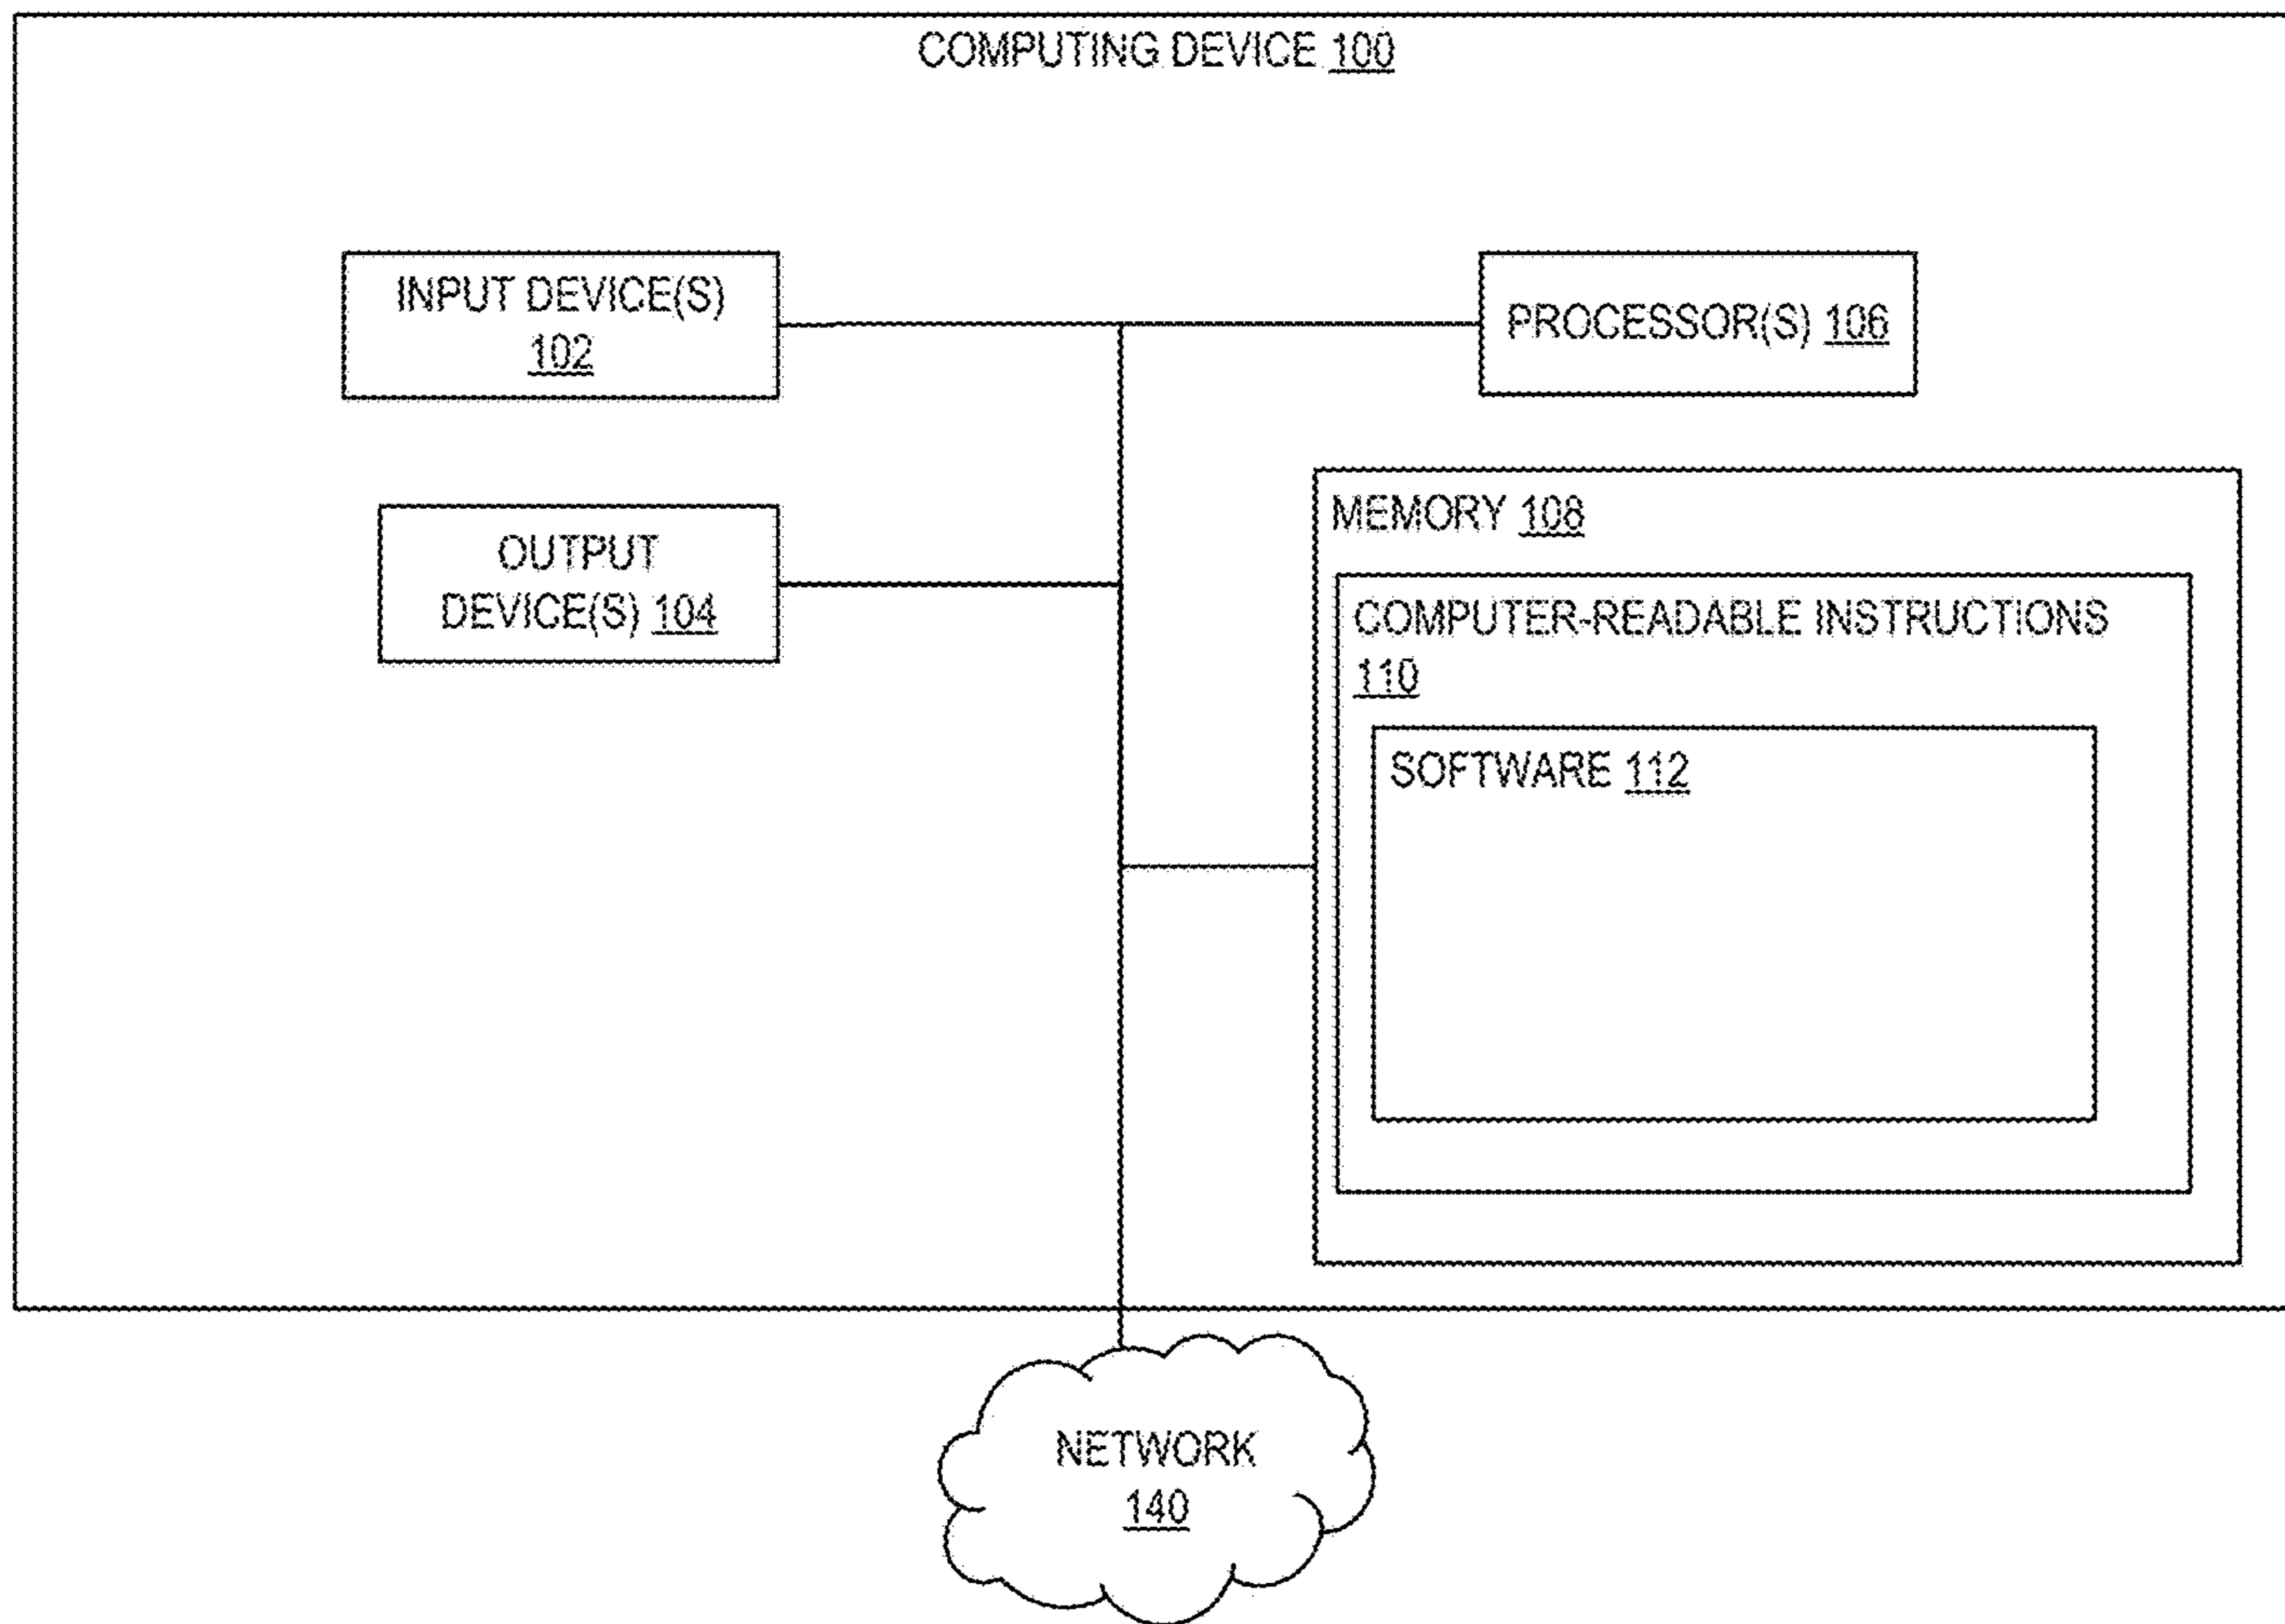 COMPUTING DEVICE 100
INPUT DEVICE(S)
102
PROCESSOR(S) 106
OUTPUT
DEVICE(S) 104
MEMORY 108
COMPUTER-READABLE INSTRUCTIONS
110
SOFTWARE 112
NETWORK
140